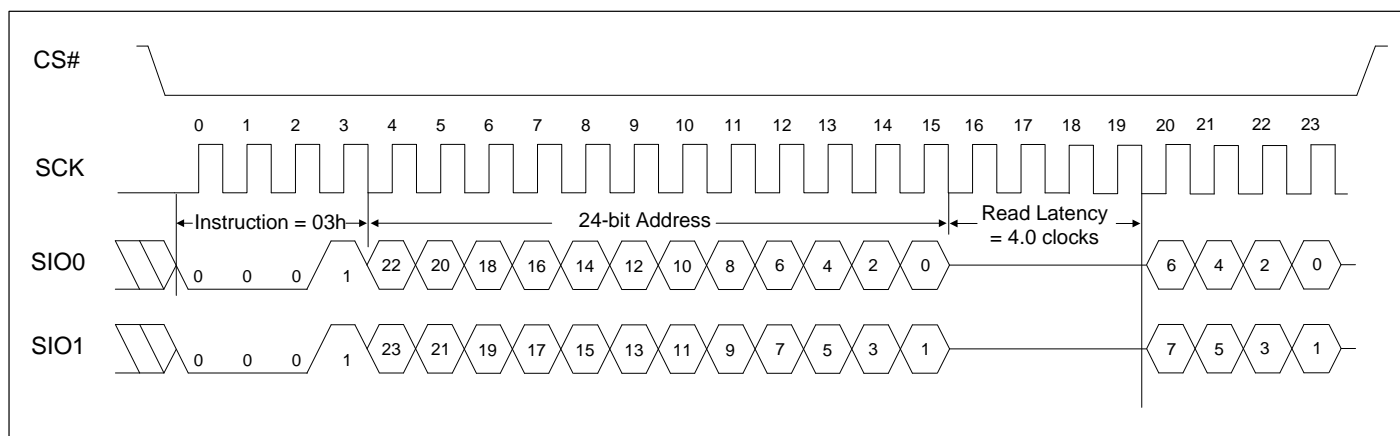 CS#
0 1 2 3 4 5 6 7 8 9 10 11 12 13 14 15 16 17 18 19 20 21 22 23
SCK
Instruction = 03h 24-bit Address Read Latency
= 4.0 clocks
SIO0 0 0 0 1 22 20 18 16 14 12 10 8 6 4 2 0 6 4 2 0
SIO1 0 0 0 1 23 21 19 17 15 13 11 9 7 5 3 1 7 5 3 1